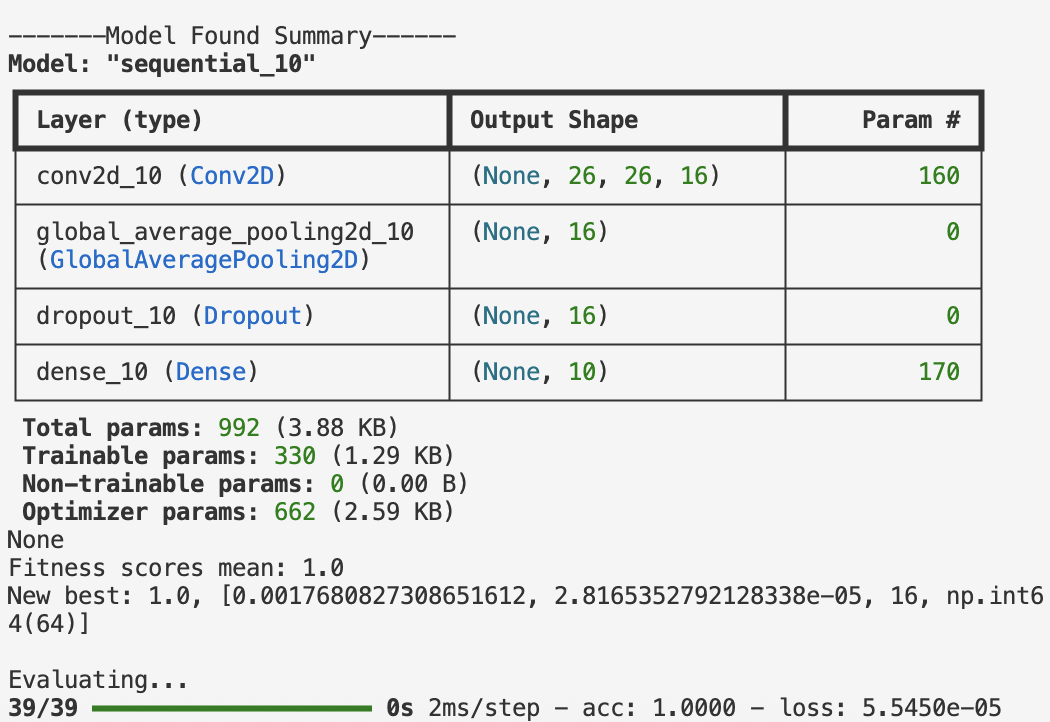 -------Model Found Summary------
Model: "sequential_10"
Layer (type) Output Shape Param #
conv2d_10 (Conv2D) (None, 26, 26, 16) 160
global_average_pooling2d_10 (None, 16) 0
(GlobalAveragePooling2D)
dropout_10 (Dropout) (None, 16) 0
dense_10 (Dense) (None, 10) 170
Total params: 992 (3.88 KB)
Trainable params: 330 (1.29 KB)
Non-trainable params: 0 (0.00 B)
Optimizer params: 662 (2.59 KB)
None
Fitness scores mean: 1.0
New best: 1.0, [0.0017680827308651612, 2.8165352792128338e-05, 16, np.int6
4(64)]
Evaluating...
39/39 0s 2ms/step - acc: 1.0000 - loss: 5.5450e-05